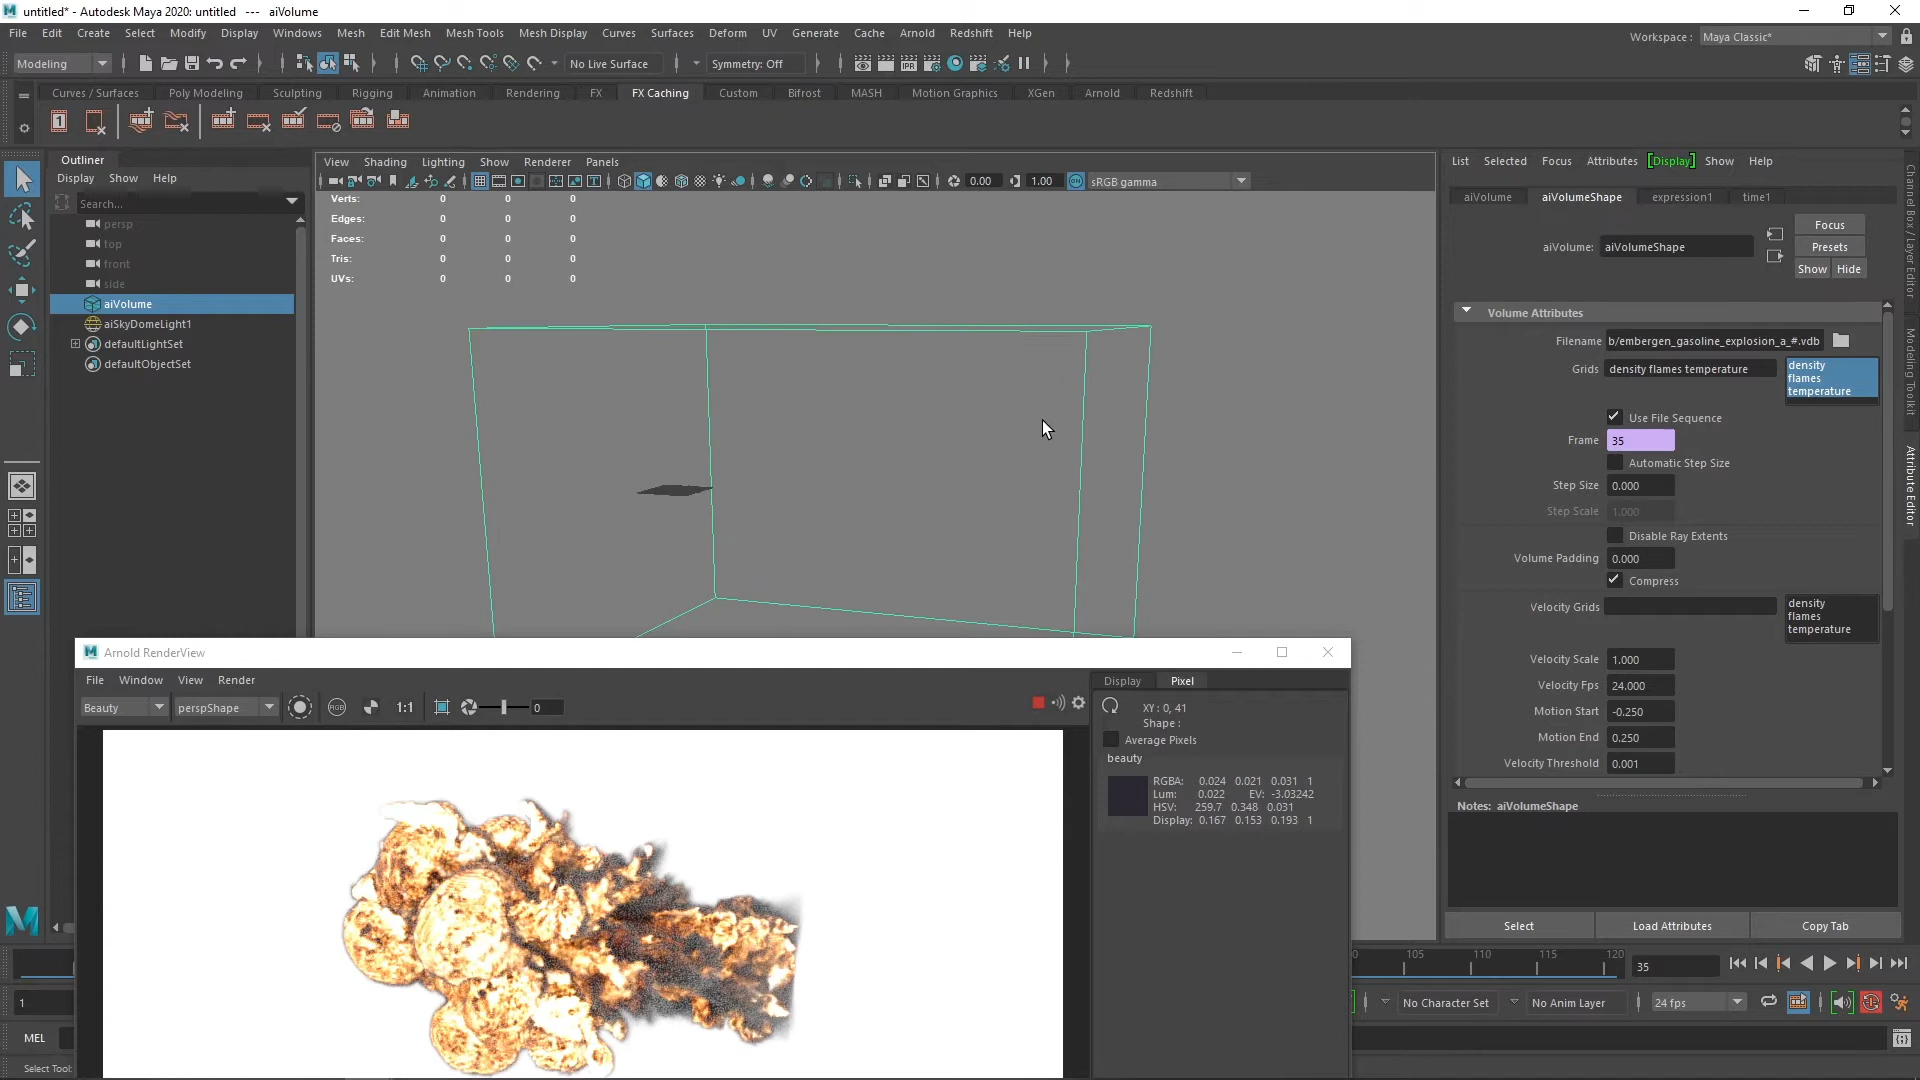 untitled* - Autodesk Maya 2020: untitled --- aiVolume
File Edit Create Select Modify Display Windows Mesh Edit Mesh Mesh Tools Mesh Display Curves Surfaces Deform UV Generate Cache Arnold Redshift Help
Workspace : Maya Classic*
Modeling No Live Surface Symmetry: Off
Curves / Surfaces Poly Modeling Sculpting Rigging Animation Rendering FX FX Caching Custom Bifrost MASH Motion Graphics XGen Arnold Redshift
Outliner
Display Show Help
Search...
persp
top
front
side
aiVolume
aiSkyDomeLight1
defaultLightSet
defaultObjectSet
View Shading Lighting Show Renderer Panels
0.00 1.00 sRGB gamma
Verts: 0 0 0
Edges: 0 0 0
Faces: 0 0 0
Tris: 0 0 0
UVs: 0 0 0
List Selected Focus Attributes [Display] Show Help
aiVolume aiVolumeShape expression1 time1
aiVolume: aiVolumeShape
Focus
Presets
Show Hide
Volume Attributes
Filename b/embergen_gasoline_explosion_a_#.vdb
Grids density flames temperature
density
flames
temperature
Use File Sequence
Frame 35
Automatic Step Size
Step Size 0.000
Step Scale 1.000
Disable Ray Extents
Volume Padding 0.000
Compress
Velocity Grids
density
flames
temperature
Velocity Scale 1.000
Velocity Fps 24.000
Motion Start -0.250
Motion End 0.250
Velocity Threshold 0.001
Notes: aiVolumeShape
Select Load Attributes Copy Tab
Channel Box / Layer Editor
Modeling Toolkit
Attribute Editor
Arnold RenderView
File Window View Render
Beauty perspShape RGB 1:1 0
Display Pixel
XY: 0, 41
Shape :
Average Pixels
beauty
RGBA: 0.024 0.021 0.031 1
Lum: 0.022 EV: -3.03242
HSV: 259.7 0.348 0.031
Display: 0.167 0.153 0.193 1
0 105 110 115 120 35
1 No Character Set No Anim Layer 24 fps
MEL
Select Tool: